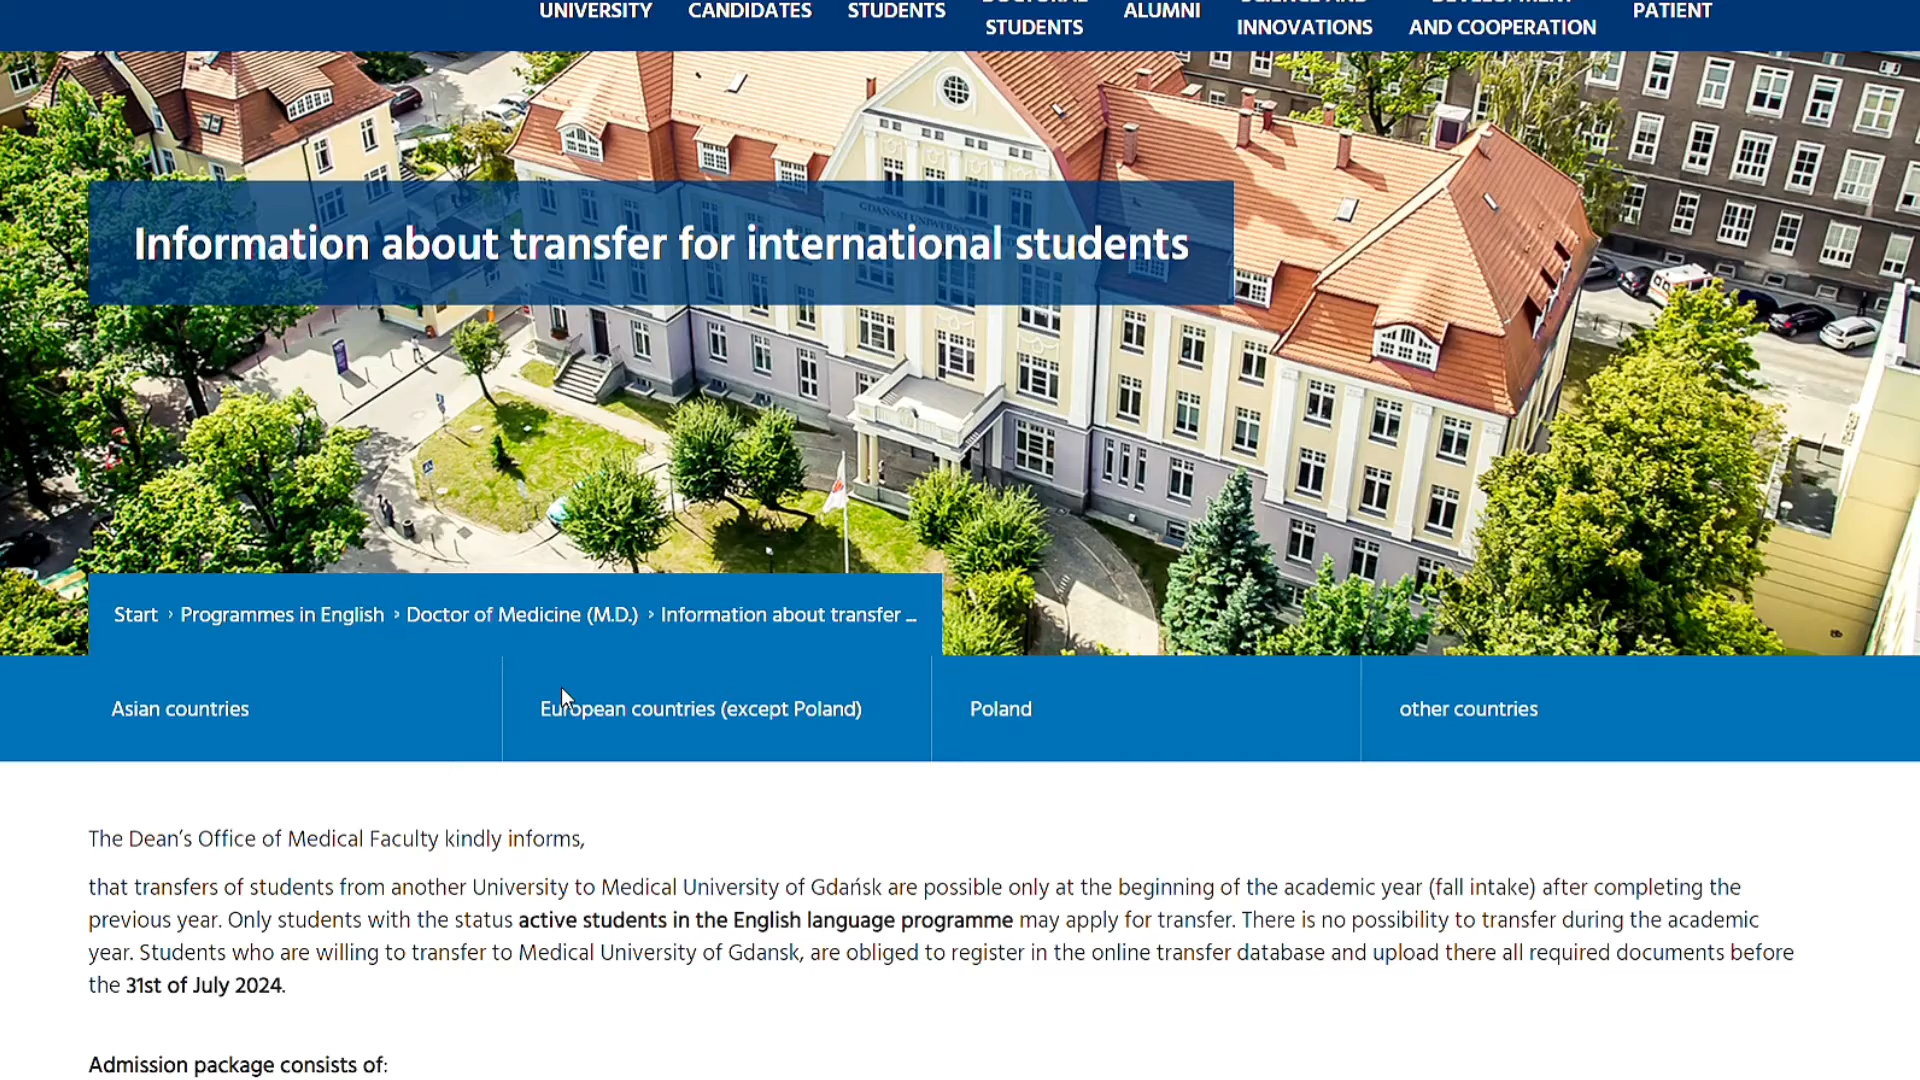 UNIVERSITY CANDIDATES STUDENTS DOCTORAL STUDENTS ALUMNI SCIENCE AND INNOVATIONS DEVELOPMENT AND COOPERATION PATIENT
Information about transfer for international students
Start › Programmes in English › Doctor of Medicine (M.D.) › Information about transfer ...
Asian countries
European countries (except Poland)
Poland
other countries
The Dean’s Office of Medical Faculty kindly informs,
that transfers of students from another University to Medical University of Gdańsk are possible only at the beginning of the academic year (fall intake) after completing the
previous year. Only students with the status active students in the English language programme may apply for transfer. There is no possibility to transfer during the academic
year. Students who are willing to transfer to Medical University of Gdansk, are obliged to register in the online transfer database and upload there all required documents before
the 31st of July 2024.
Admission package consists of: